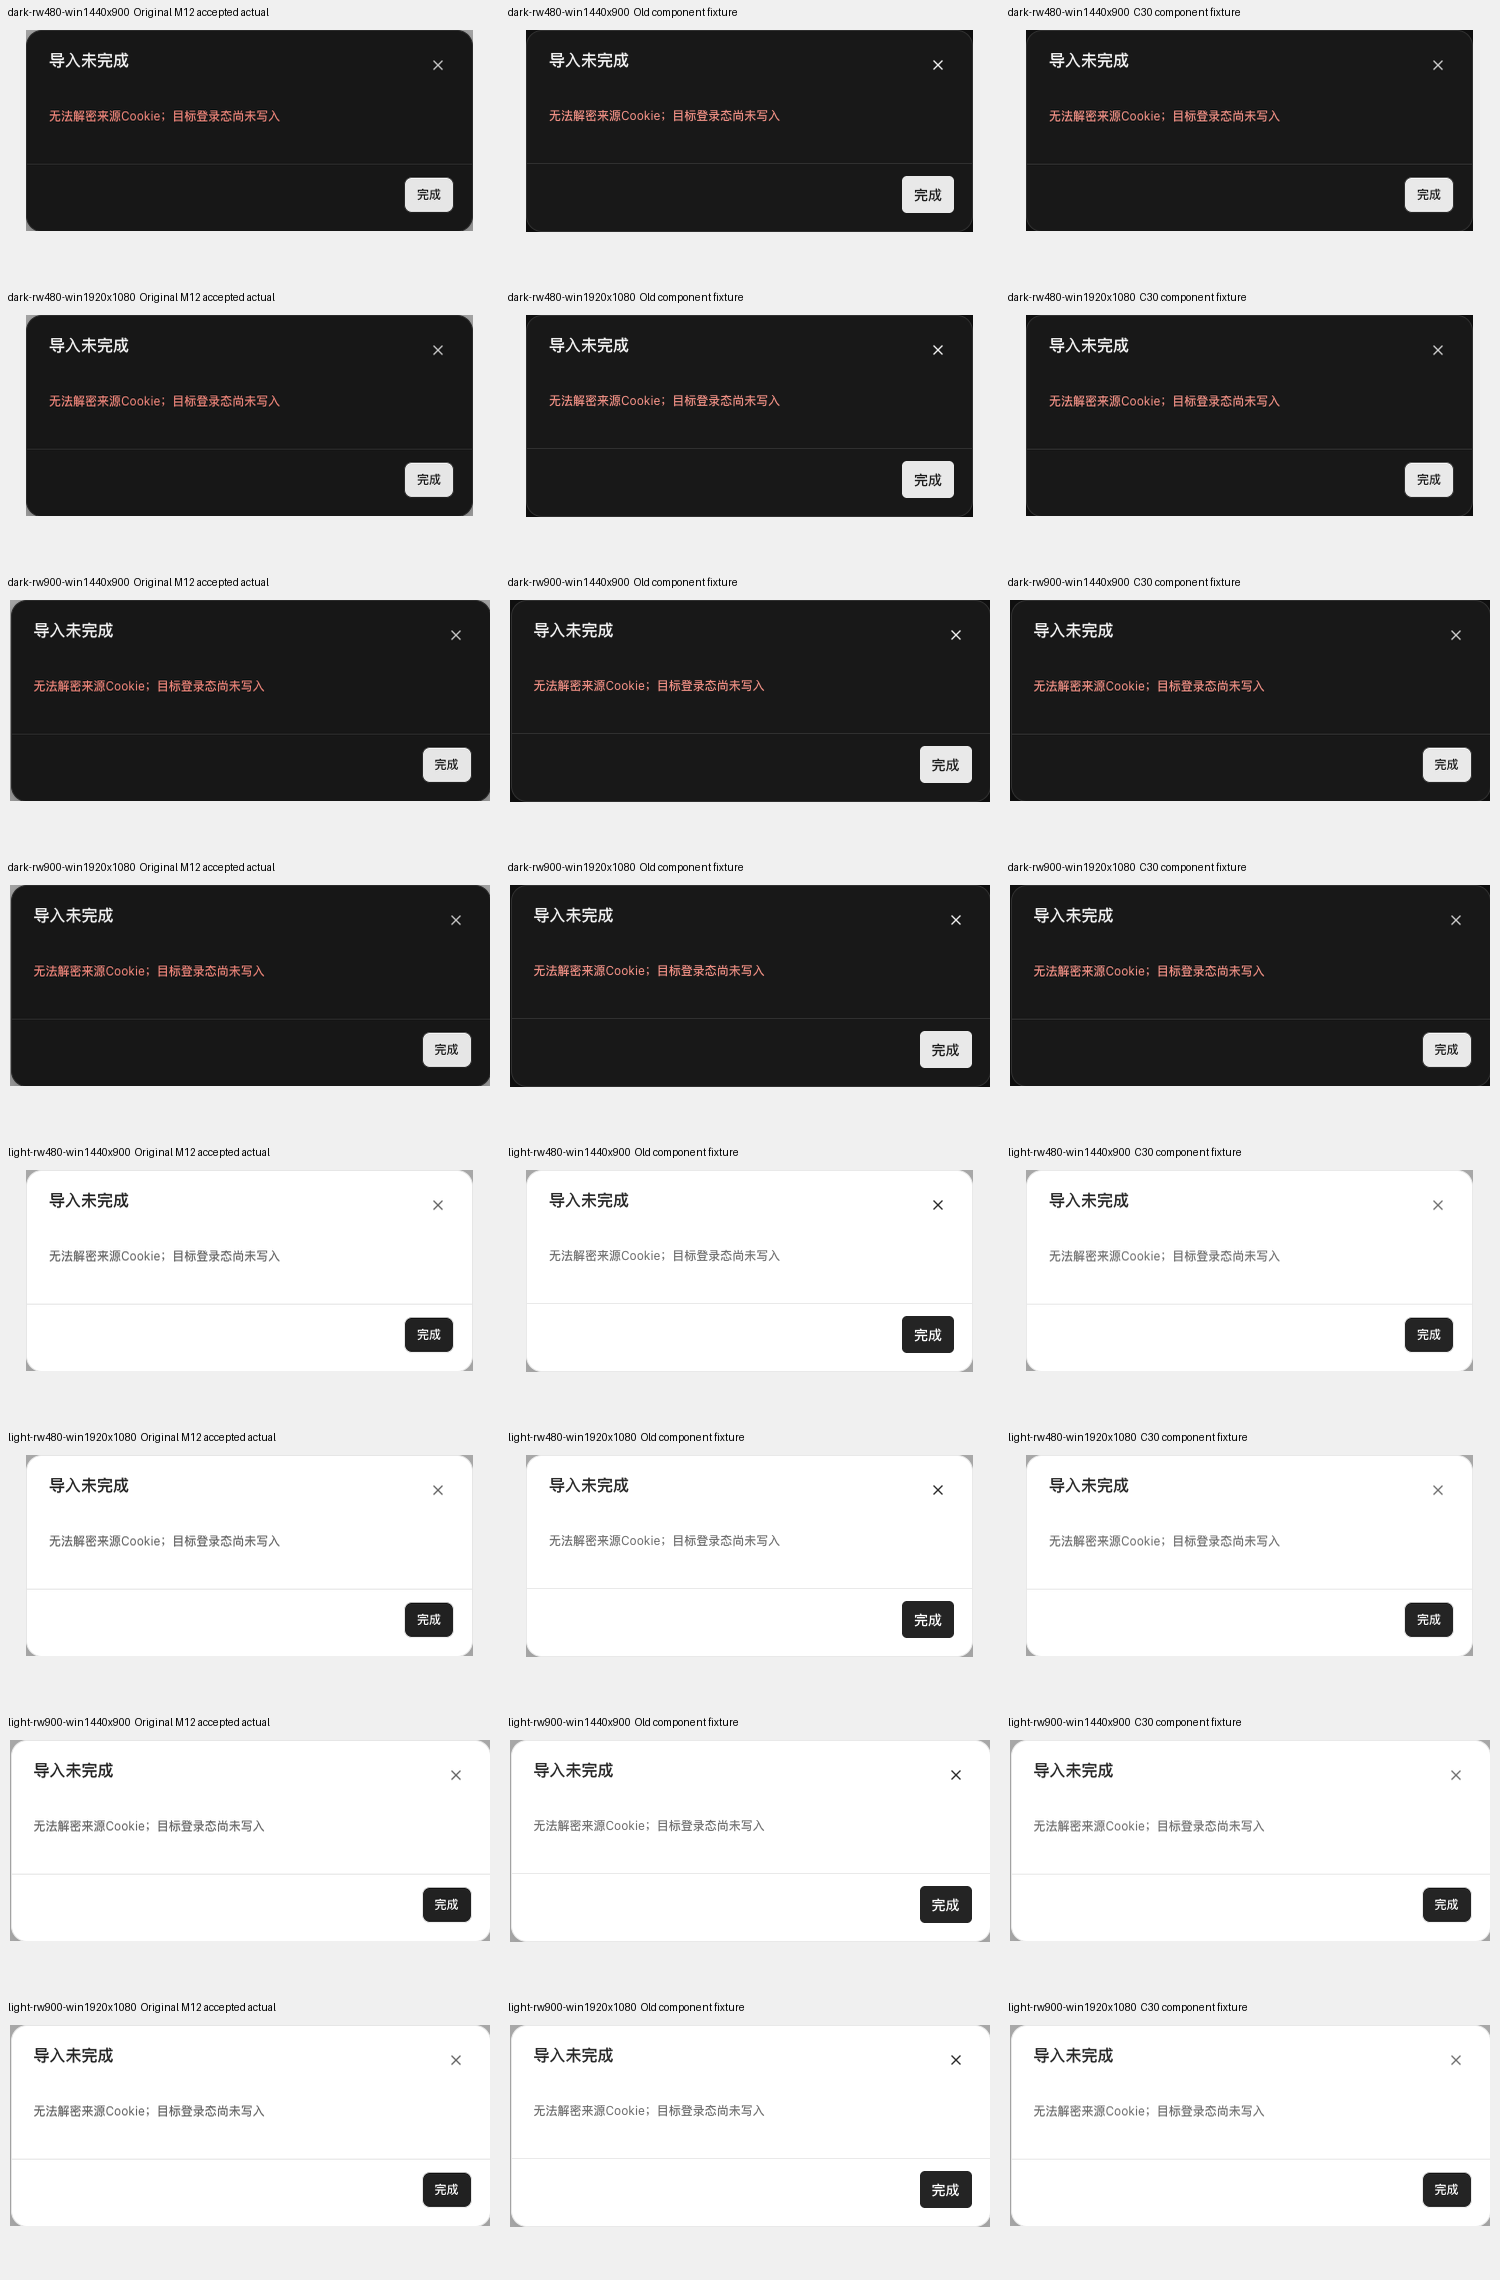 dark-rw480-win1440x900 Original M12 accepted actual
dark-rw480-win1440x900 Old component fixture
dark-rw480-win1440x900 C30 component fixture
导入未完成
导入未完成
导入未完成
无法解密来源Cookie；目标登录态尚未写入
无法解密来源Cookie；目标登录态尚未写入
无法解密来源Cookie；目标登录态尚未写入
完成
完成
完成
dark-rw480-win1920x1080 Original M12 accepted actual
dark-rw480-win1920x1080 Old component fixture
dark-rw480-win1920x1080 C30 component fixture
导入未完成
导入未完成
导入未完成
无法解密来源Cookie；目标登录态尚未写入
无法解密来源Cookie；目标登录态尚未写入
无法解密来源Cookie；目标登录态尚未写入
完成
完成
完成
dark-rw900-win1440x900 Original M12 accepted actual
dark-rw900-win1440x900 Old component fixture
dark-rw900-win1440x900 C30 component fixture
导入未完成
导入未完成
导入未完成
无法解密来源Cookie；目标登录态尚未写入
无法解密来源Cookie；目标登录态尚未写入
无法解密来源Cookie；目标登录态尚未写入
完成
完成
完成
dark-rw900-win1920x1080 Original M12 accepted actual
dark-rw900-win1920x1080 Old component fixture
dark-rw900-win1920x1080 C30 component fixture
导入未完成
导入未完成
导入未完成
无法解密来源Cookie；目标登录态尚未写入
无法解密来源Cookie；目标登录态尚未写入
无法解密来源Cookie；目标登录态尚未写入
完成
完成
完成
light-rw480-win1440x900 Original M12 accepted actual
light-rw480-win1440x900 Old component fixture
light-rw480-win1440x900 C30 component fixture
导入未完成
导入未完成
导入未完成
无法解密来源Cookie；目标登录态尚未写入
无法解密来源Cookie；目标登录态尚未写入
无法解密来源Cookie；目标登录态尚未写入
完成
完成
完成
light-rw480-win1920x1080 Original M12 accepted actual
light-rw480-win1920x1080 Old component fixture
light-rw480-win1920x1080 C30 component fixture
导入未完成
导入未完成
导入未完成
无法解密来源Cookie；目标登录态尚未写入
无法解密来源Cookie；目标登录态尚未写入
无法解密来源Cookie；目标登录态尚未写入
完成
完成
完成
light-rw900-win1440x900 Original M12 accepted actual
light-rw900-win1440x900 Old component fixture
light-rw900-win1440x900 C30 component fixture
导入未完成
导入未完成
导入未完成
无法解密来源Cookie；目标登录态尚未写入
无法解密来源Cookie；目标登录态尚未写入
无法解密来源Cookie；目标登录态尚未写入
完成
完成
完成
light-rw900-win1920x1080 Original M12 accepted actual
light-rw900-win1920x1080 Old component fixture
light-rw900-win1920x1080 C30 component fixture
导入未完成
导入未完成
导入未完成
无法解密来源Cookie；目标登录态尚未写入
无法解密来源Cookie；目标登录态尚未写入
无法解密来源Cookie；目标登录态尚未写入
完成
完成
完成